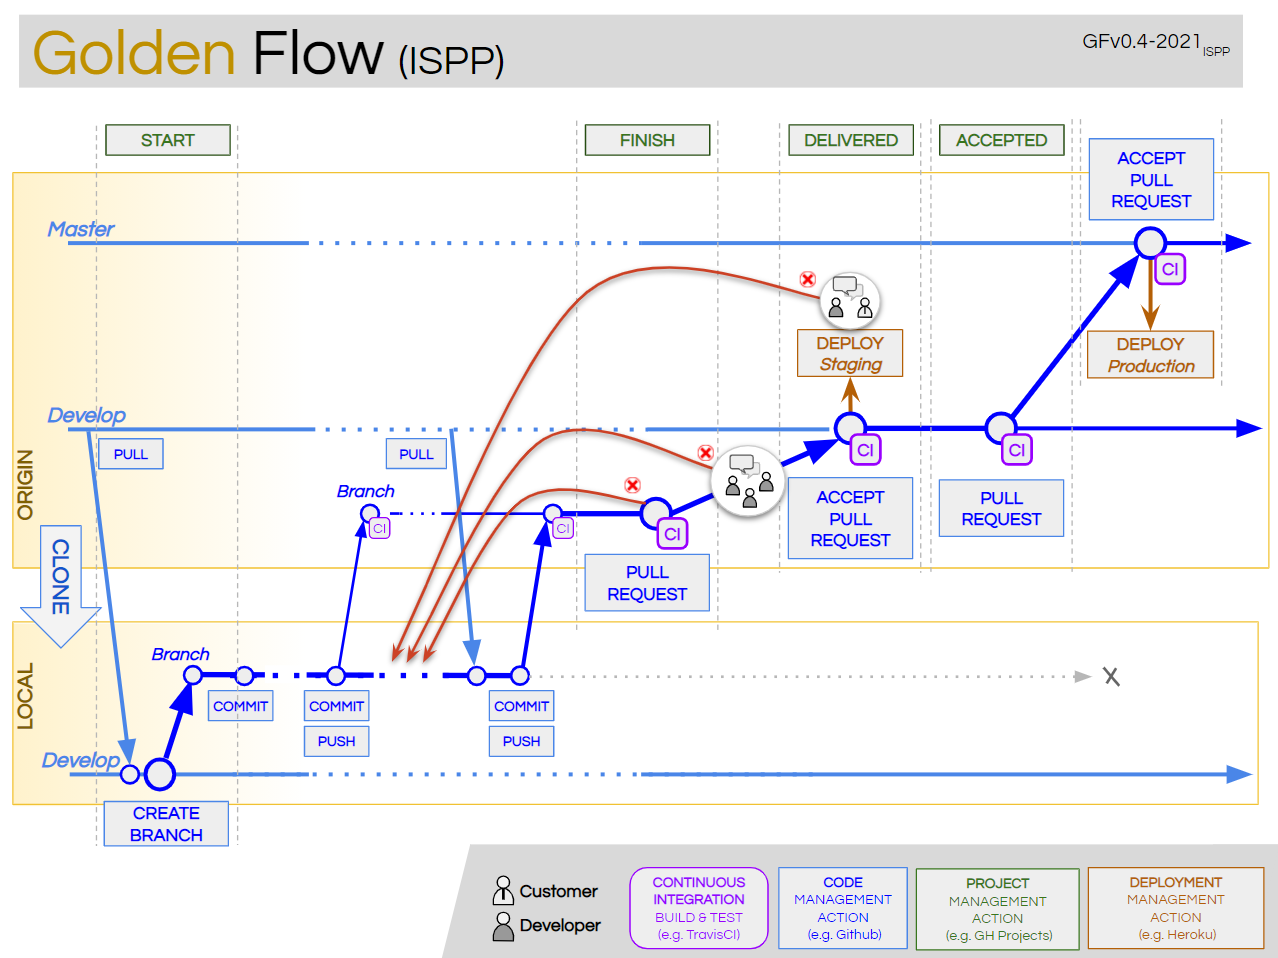 Golden Flow (ISPP)
GFv0.4-2021 ISPP
START
FINISH
DELIVERED
ACCEPTED
ACCEPT
PULL
REQUEST
Master
CI
DEPLOY
Staging
DEPLOY
Production
Develop
PULL
PULL
CI
CI
ORIGIN
Branch
CI
CI
CI
ACCEPT
PULL
REQUEST
PULL
REQUEST
PULL
REQUEST
CLONE
LOCAL
Branch
COMMIT
COMMIT
PUSH
COMMIT
PUSH
X
Develop
CREATE
BRANCH
Customer
Developer
CONTINUOUS
INTEGRATION
BUILD & TEST
(e.g. TravisCI)
CODE
MANAGEMENT
ACTION
(e.g. Github)
PROJECT
MANAGEMENT
ACTION
(e.g. GH Projects)
DEPLOYMENT
MANAGEMENT
ACTION
(e.g. Heroku)